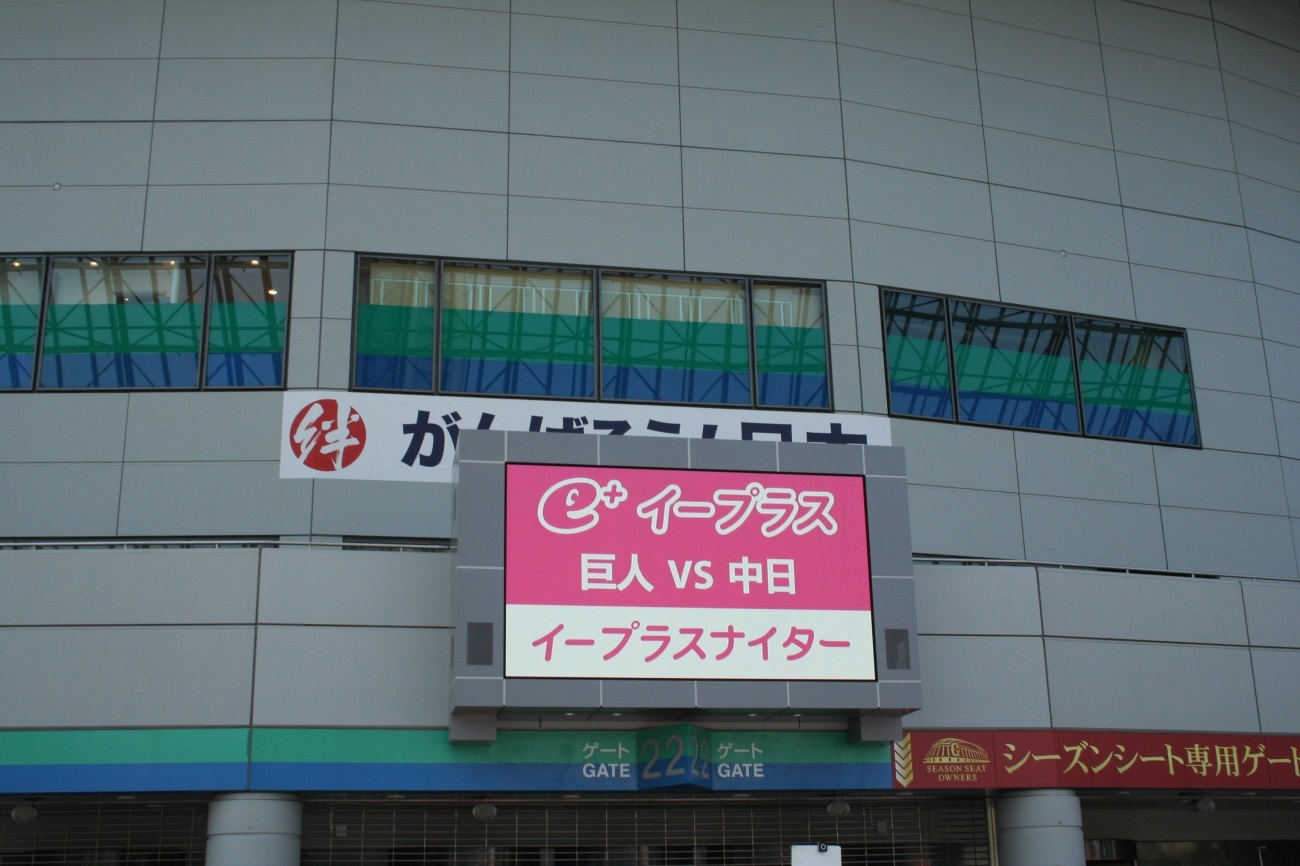 絆 がんばろう!日本
e+ イープラス
巨人 VS 中日
イープラスナイター
ゲート GATE 22 22 ゲート GATE
SEASON SEAT OWNERS
シーズンシート専用ゲート